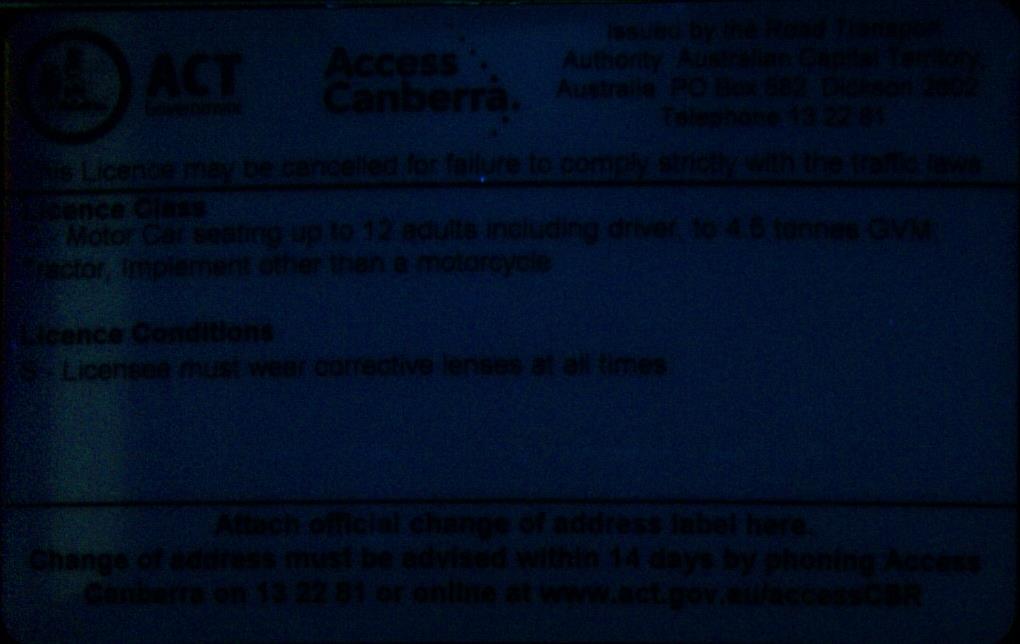 ACT
Government
Access
Canberra.
Issued by the Road Transport
Authority Australian Capital Territory,
Australia PO Box 582 Dickson 2602
Telephone 13 22 81
This Licence may be cancelled for failure to comply strictly with the traffic laws
Licence Class
C - Motor Car seating up to 12 adults including driver, to 4.5 tonnes GVM
Tractor, Implement other than a motorcycle
Licence Conditions
S - Licensee must wear corrective lenses at all times
Attach official change of address label here.
Change of address must be advised within 14 days by phoning Access
Canberra on 13 22 81 or online at www.act.gov.au/accessCBR